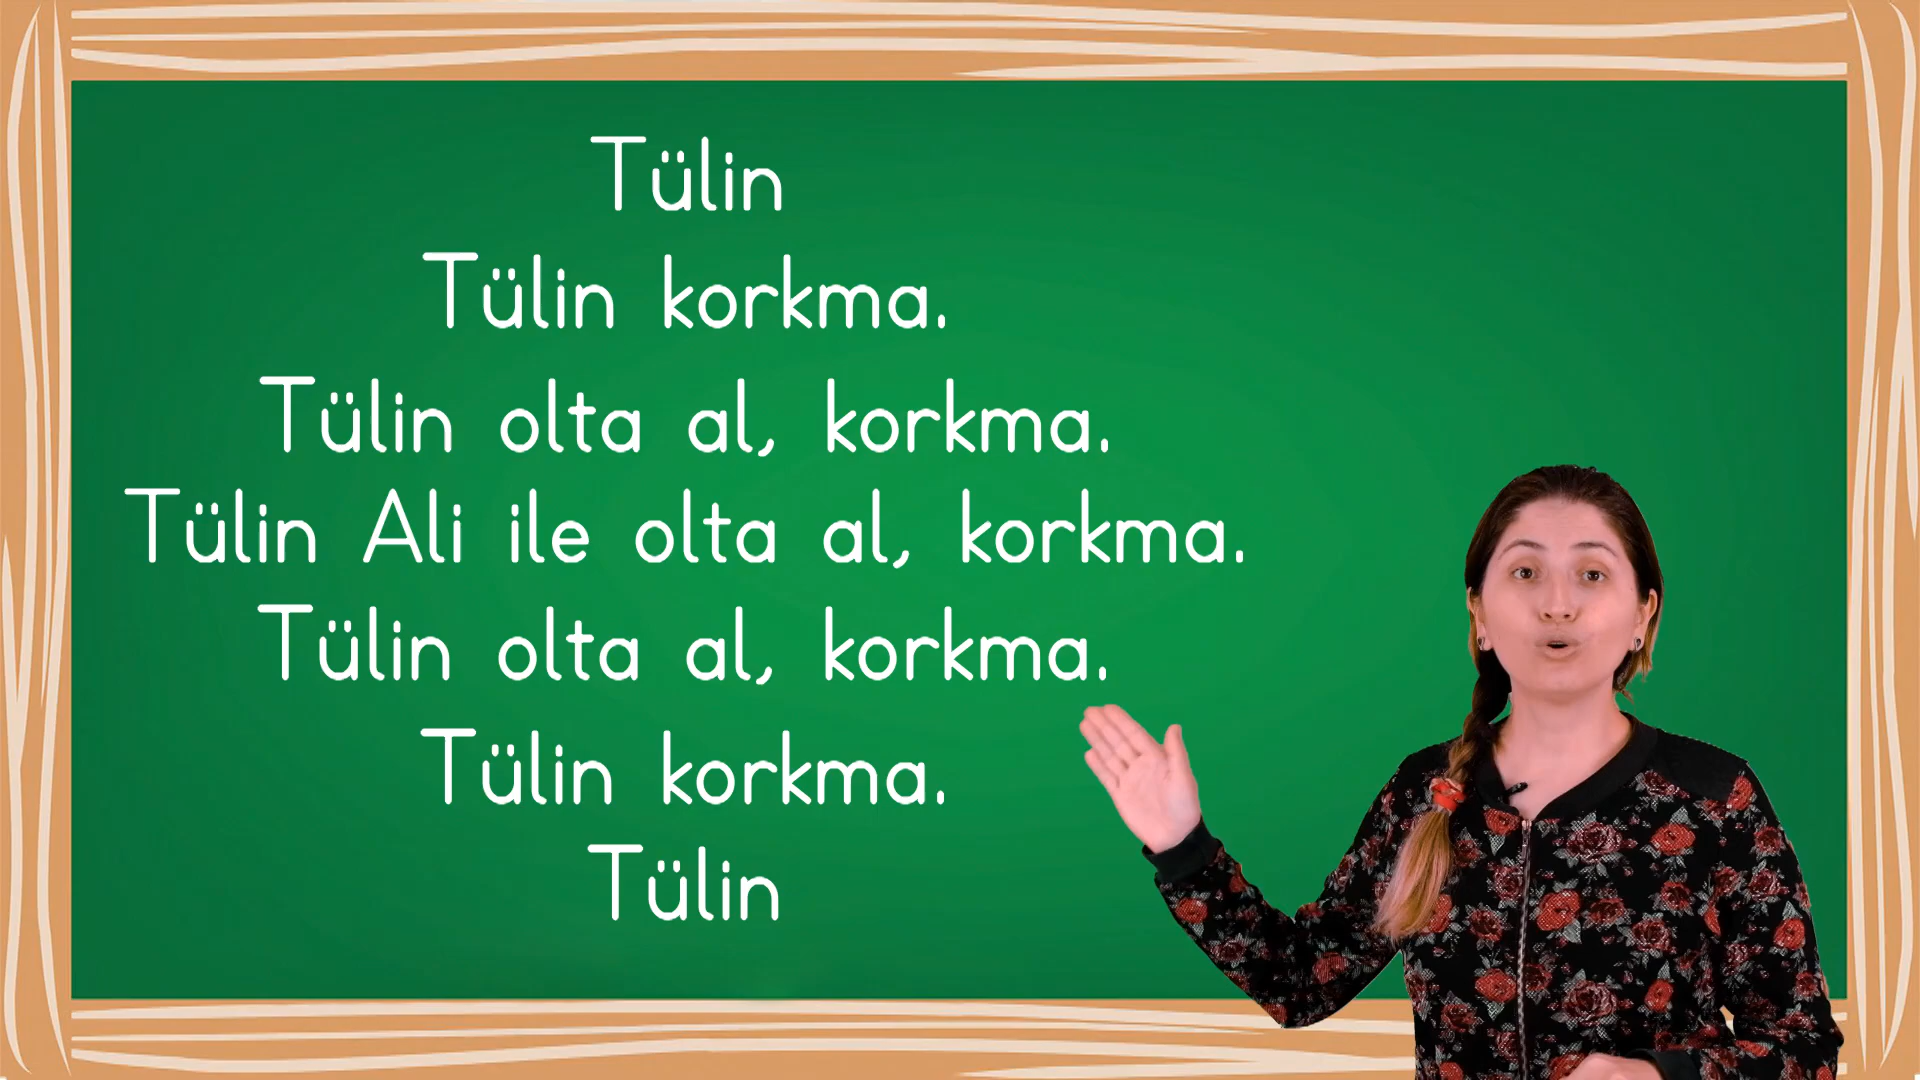 Tülin
Tülin korkma.
Tülin olta al, korkma.
Tülin Ali ile olta al, korkma.
Tülin olta al, korkma.
Tülin korkma.
Tülin